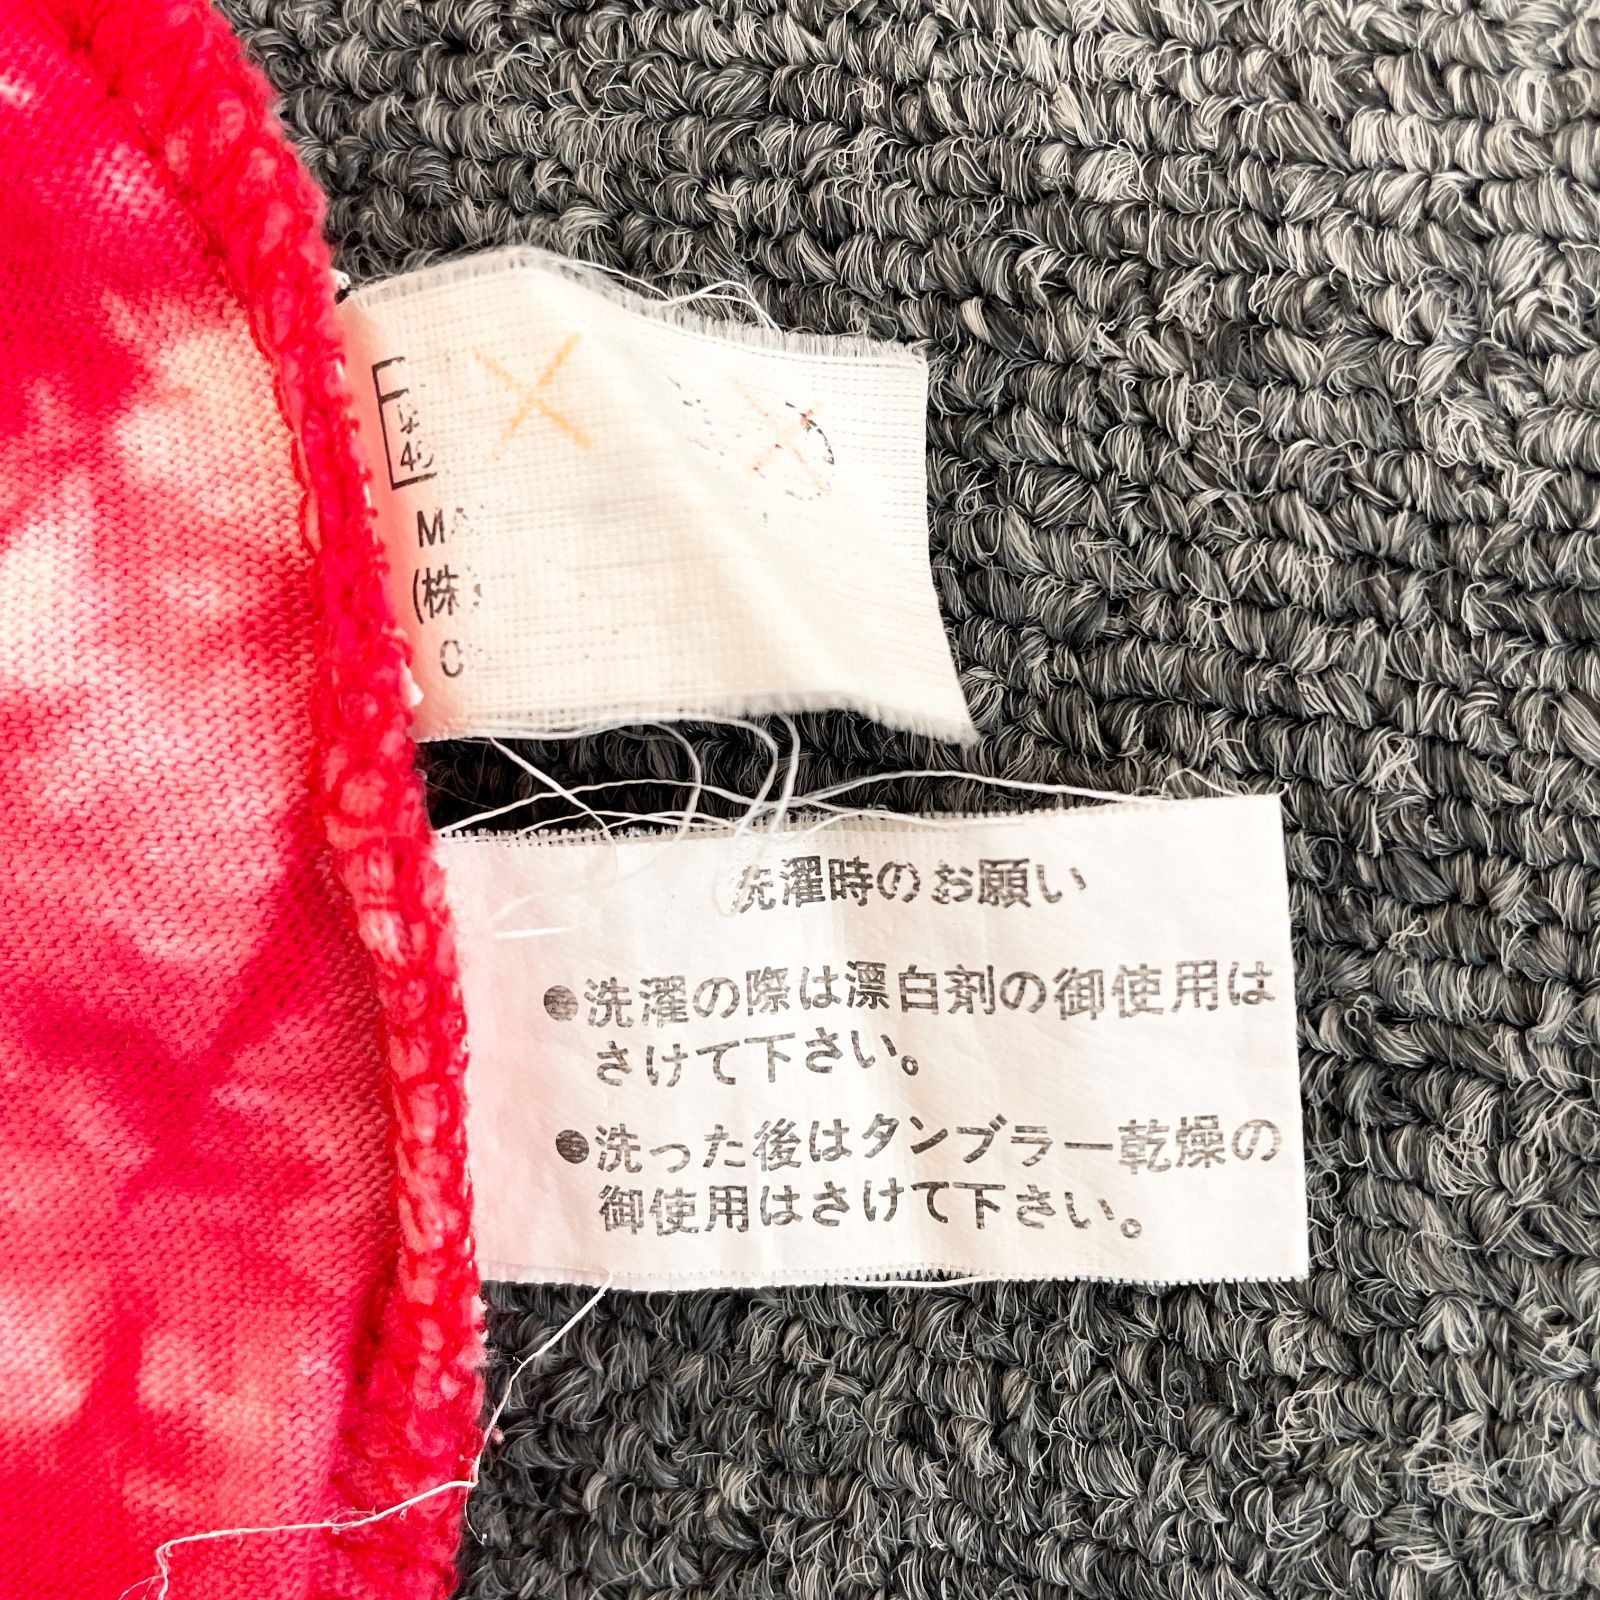 (株)
洗濯時のお願い
●洗濯の際は漂白剤の御使用は
さけて下さい。
●洗った後はタンブラー乾燥の
御使用はさけて下さい。